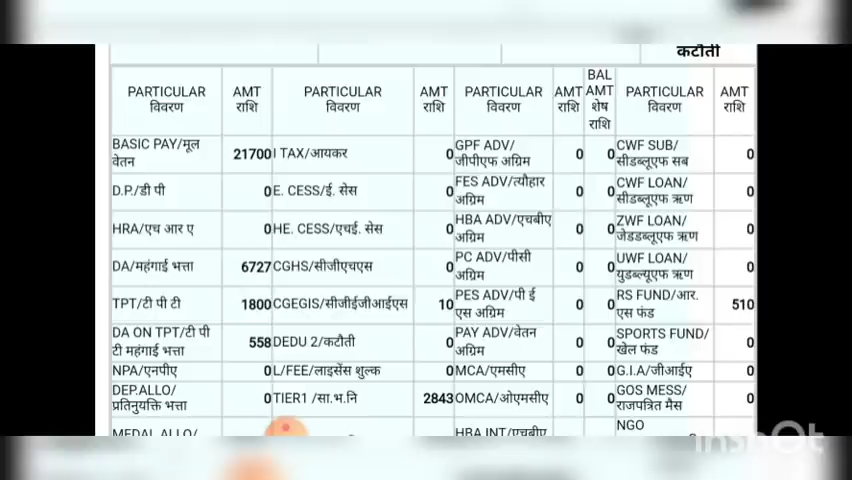 कटौती
PARTICULAR AMT PARTICULAR AMT PARTICULAR AMT BAL AMT PARTICULAR AMT
विवरण राशि विवरण राशि विवरण राशि शेष राशि विवरण राशि
BASIC PAY/मूल वेतन 21700 I TAX/आयकर 0 GPF ADV/ जीपीएफ अग्रिम 0 0 CWF SUB/ सीडब्लूएफ सब 0
D.P./डी पी 0 E. CESS/ई. सेस 0 FES ADV/त्यौहार अग्रिम 0 0 CWF LOAN/ सीडब्लूएफ ऋण 0
HRA/एच आर ए 0 HE. CESS/एचई. सेस 0 HBA ADV/एचबीए अग्रिम 0 0 ZWF LOAN/ जेडडब्लूएफ ऋण 0
DA/महंगाई भत्ता 6727 CGHS/सीजीएचएस 0 PC ADV/पीसी अग्रिम 0 0 UWF LOAN/ युडब्ल्यूएफ ऋण 0
TPT/टी पी टी 1800 CGEGIS/सीजीईजीआईएस 10 PES ADV/पी ई एस अग्रिम 0 0 RS FUND/आर. एस फंड 510
DA ON TPT/टी पी टी महंगाई भत्ता 558 DEDU 2/कटौती 0 PAY ADV/वेतन अग्रिम 0 0 SPORTS FUND/ खेल फंड 0
NPA/एनपीए 0 L/FEE/लाइसेंस शुल्क 0 MCA/एमसीए 0 0 G.I.A/जीआईए 0
DEP.ALLO/ प्रतिनुयक्ति भत्ता 0 TIER1 /सा.भ.नि 2843 OMCA/ओएमसीए 0 0 GOS MESS/ राजपत्रित मैस 0
MEDAL ALLO/ HBA INT/एचबीए NGO
InShOt